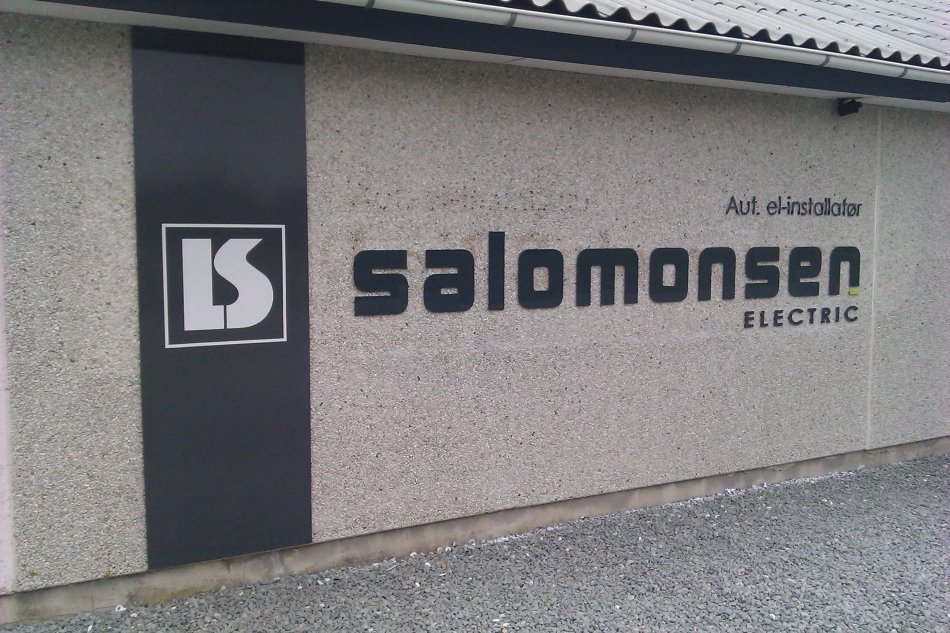 LS
Aut. el-installatør
salomonsen
ELECTRIC